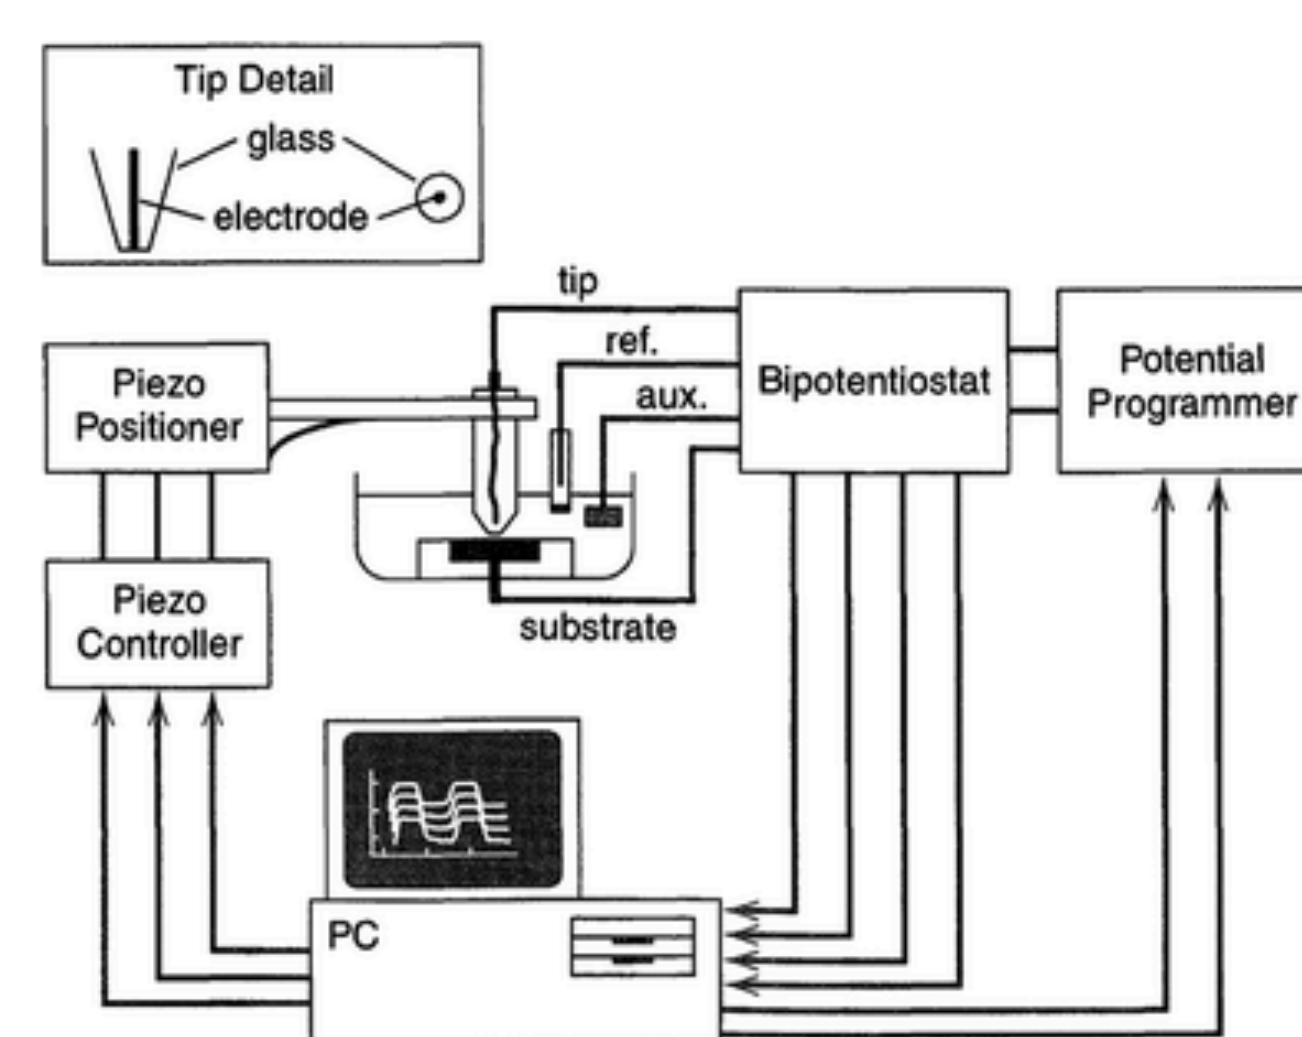 Tip Detail
glass
electrode
tip
ref.
aux.
Piezo
Positioner
Bipotentiostat
Potential
Programmer
Piezo
Controller
substrate
PC